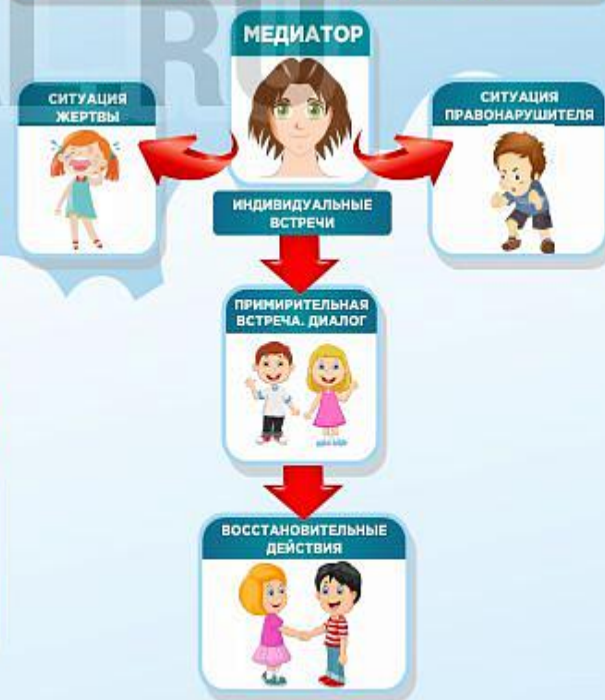 МЕДИАТОР
СИТУАЦИЯ
ЖЕРТВЫ
СИТУАЦИЯ
ПРАВОНАРУШИТЕЛЯ
ИНДИВИДУАЛЬНЫЕ
ВСТРЕЧИ
ПРИМИРИТЕЛЬНАЯ
ВСТРЕЧА. ДИАЛОГ
ВОССТАНОВИТЕЛЬНЫЕ
ДЕЙСТВИЯ